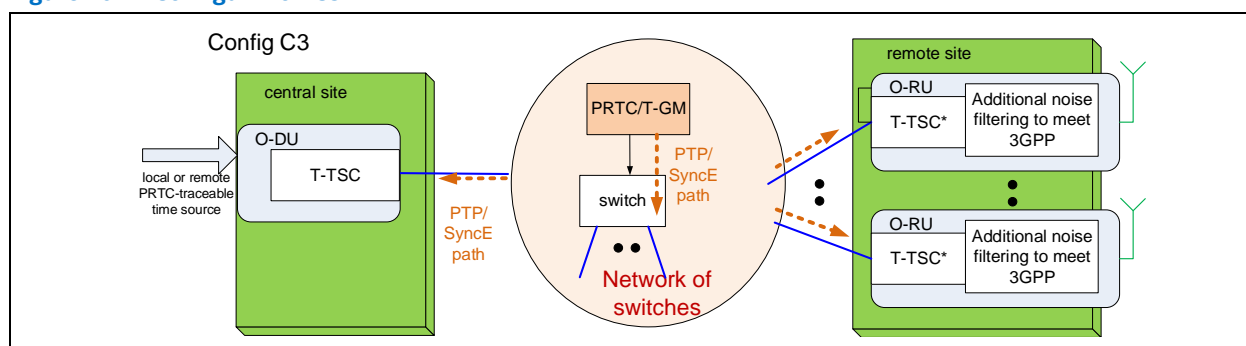 Config C3
central site
O-DU
T-TSC
local or remote
PRTC-traceable
time source
PTP/
SyncE
path
PRTC/T-GM
PTP/
SyncE
path
switch
Network of
switches
remote site
O-RU
T-TSC*
Additional noise
filtering to meet
3GPP
O-RU
T-TSC*
Additional noise
filtering to meet
3GPP